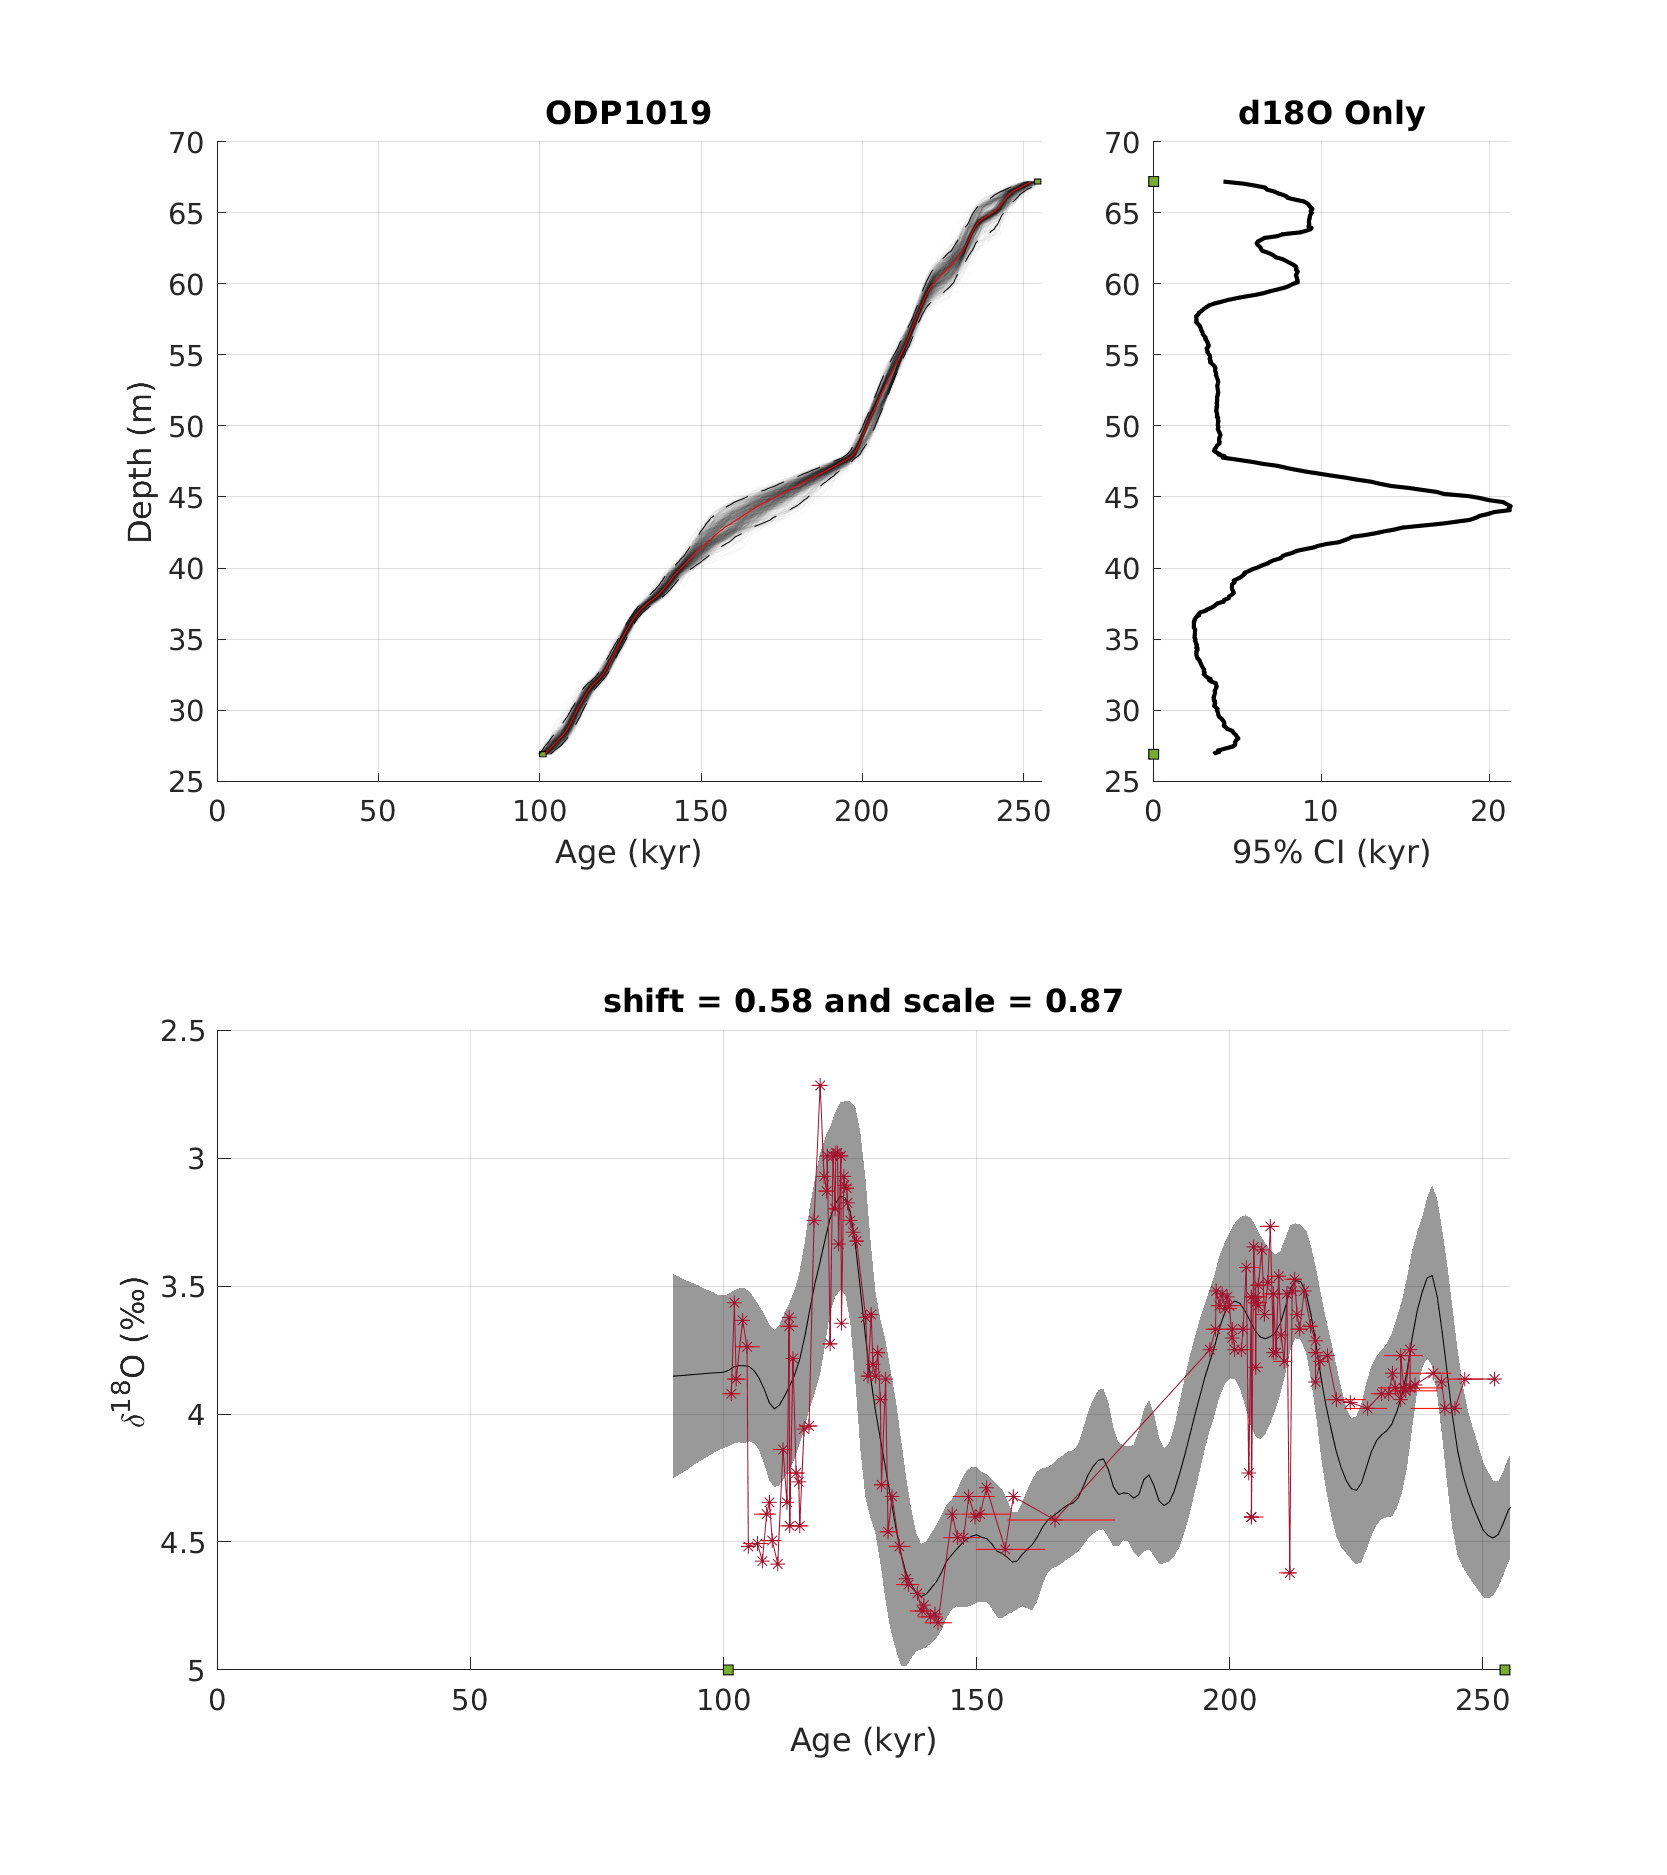 ODP1019
d18O Only
70
65
60
55
50
45
40
35
30
25
Depth (m)
0 50 100 150 200 250
Age (kyr)
70
65
60
55
50
45
40
35
30
25
0 10 20
95% CI (kyr)
shift = 0.58 and scale = 0.87
2.5
3
3.5
4
4.5
5
δ18O (‰)
0 50 100 150 200 250
Age (kyr)